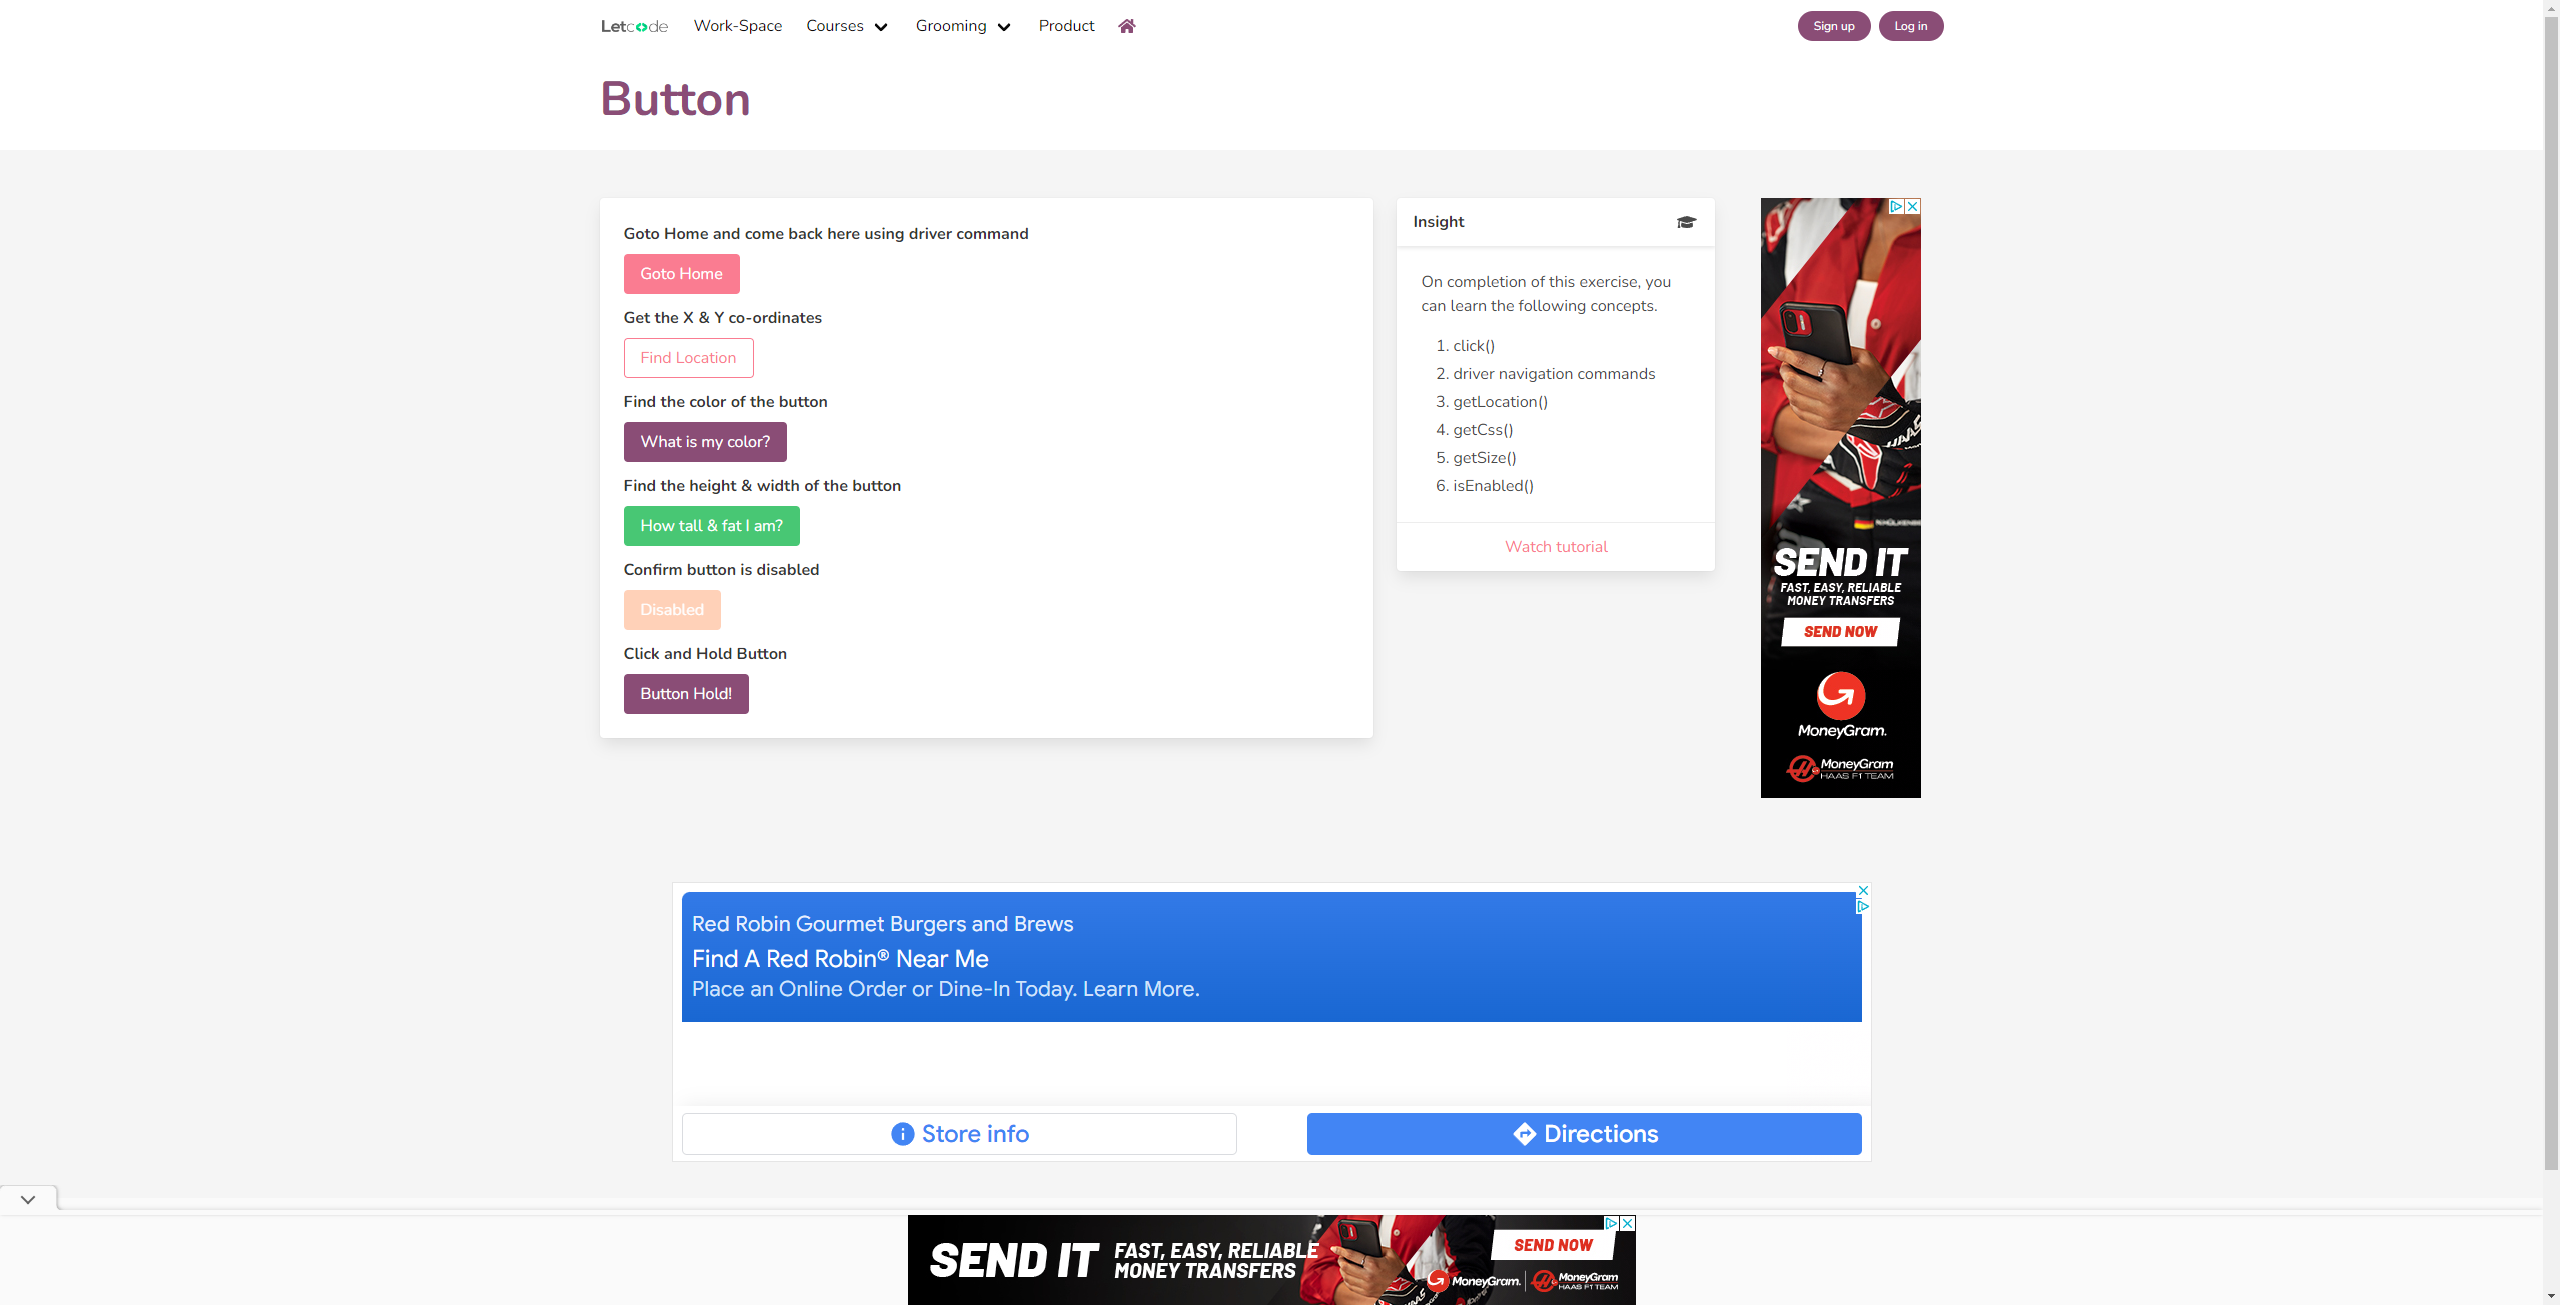 Letcode
Work-Space
Courses
Grooming
Product
Sign up
Log in
Button
Goto Home and come back here using driver command
Goto Home
Get the X & Y co-ordinates
Find Location
Find the color of the button
What is my color?
Find the height & width of the button
How tall & fat I am?
Confirm button is disabled
Disabled
Click and Hold Button
Button Hold!
Insight
On completion of this exercise, you
can learn the following concepts.
1. click()
2. driver navigation commands
3. getLocation()
4. getCss()
5. getSize()
6. isEnabled()
Watch tutorial
HAAS
SEND IT
FAST, EASY, RELIABLE
MONEY TRANSFERS
SEND NOW
MoneyGram.
MoneyGram
HAAS F1 TEAM
Red Robin Gourmet Burgers and Brews
Find A Red Robin® Near Me
Place an Online Order or Dine-In Today. Learn More.
Store info
Directions
SEND IT
FAST, EASY, RELIABLE
MONEY TRANSFERS
SEND NOW
MoneyGram.
MoneyGram
HAAS F1 TEAM